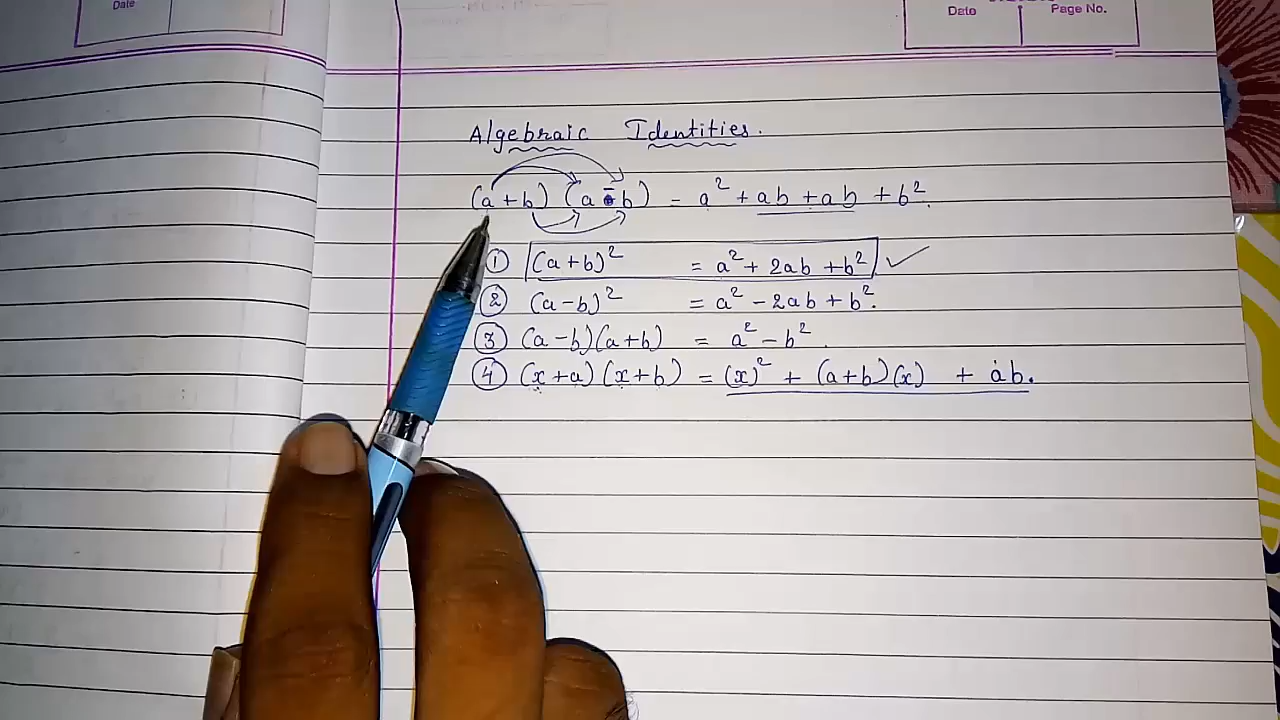 Date
Date Page No.
Algebraic Identities.
(a+b) (a - b) = a² + ab + ab + b².
① (a+b)² = a² + 2ab + b² ✓
② (a-b)² = a² - 2ab + b².
③ (a-b)(a+b) = a² - b².
④ (x+a) (x+b) = (x)² + (a+b)(x) + ab.